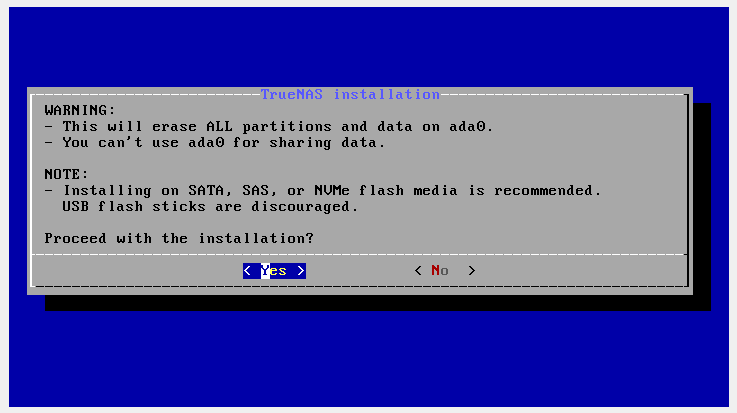 TrueNAS installation
WARNING:
- This will erase ALL partitions and data on ada0.
- You can't use ada0 for sharing data.
NOTE:
- Installing on SATA, SAS, or NVMe flash media is recommended.
USB flash sticks are discouraged.
Proceed with the installation?
< Yes > < No >